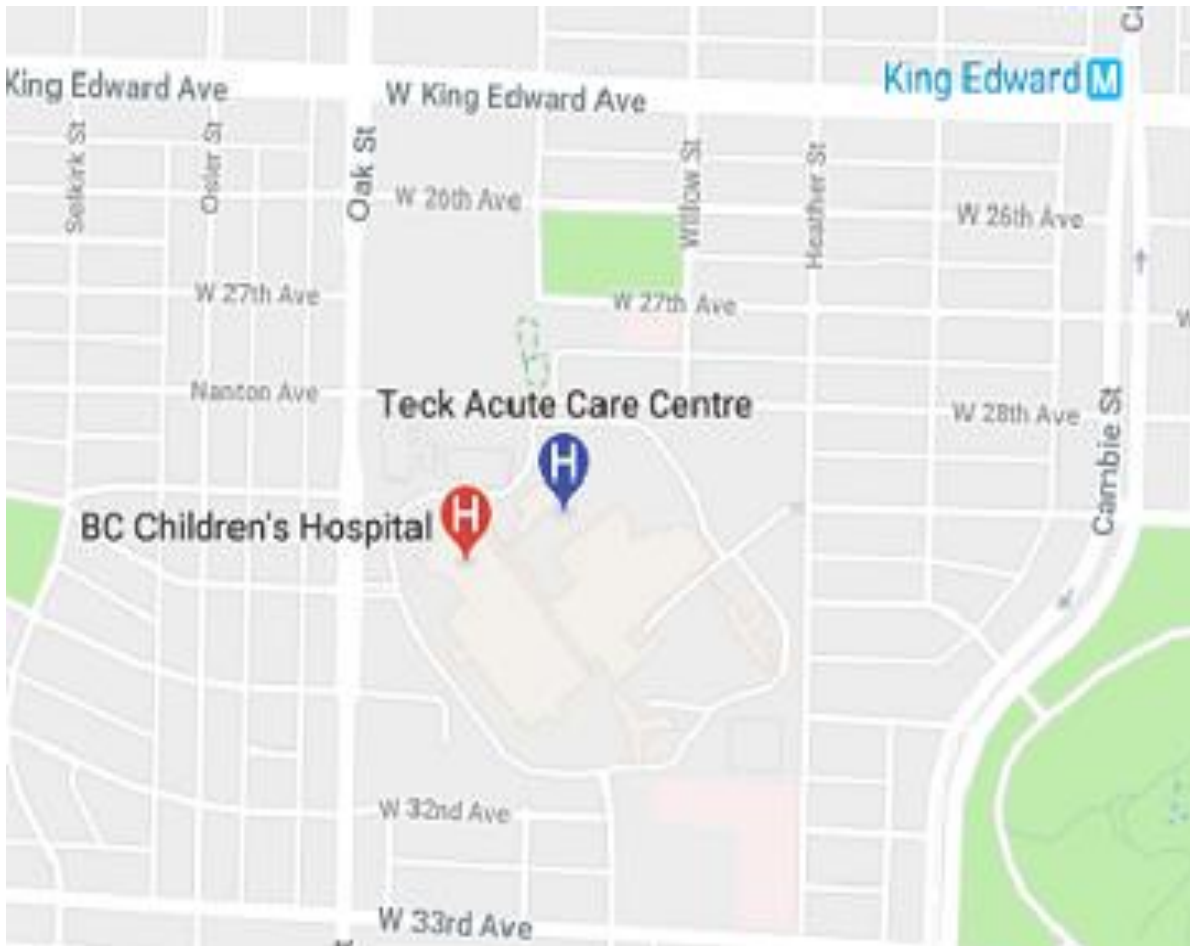 King Edward Ave
W King Edward Ave
King Edward M
Selkirk St
Osler St
Oak St
Willow St
Heather St
W 26th Ave
W 26th Ave
W 27th Ave
W 27th Ave
Nanton Ave
Teck Acute Care Centre
H
W 28th Ave
Cambie St
BC Children's Hospital H
W 32nd Ave
W 33rd Ave